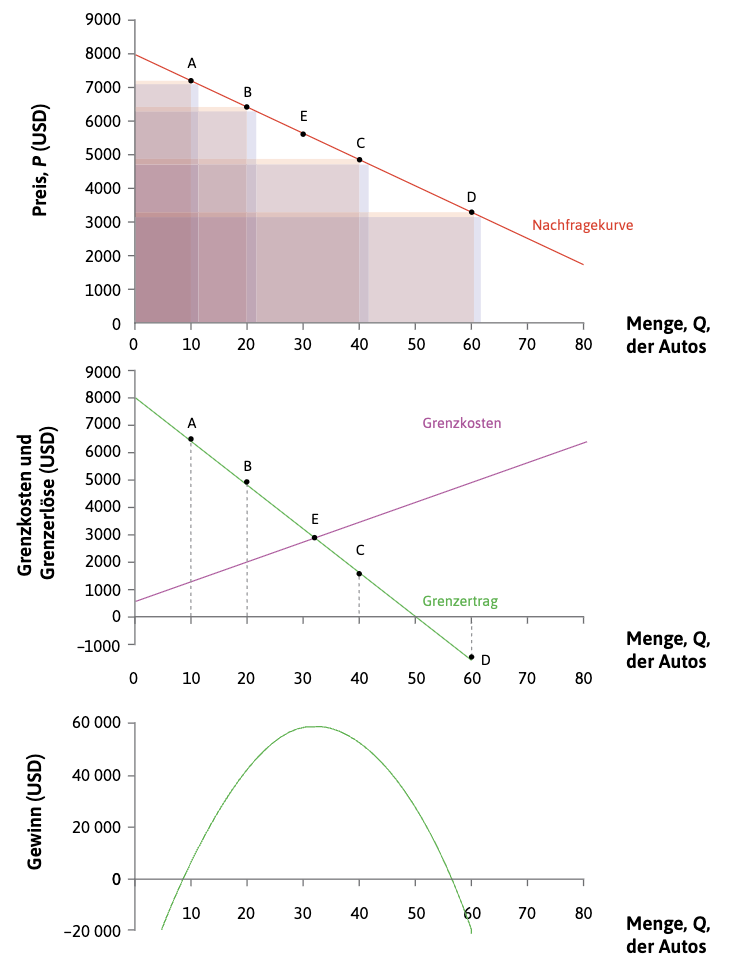 9000
8000
7000
6000
5000
4000
3000
2000
1000
0
Preis, P (USD)
A
B
E
C
D
Nachfragekurve
0 10 20 30 40 50 60 70 80
Menge, Q,
der Autos
9000
8000
7000
6000
5000
4000
3000
2000
1000
0
−1000
Grenzkosten und
Grenzerlöse (USD)
Grenzkosten
A
B
E
C
Grenzertrag
D
0 10 20 30 40 50 60 70 80
Menge, Q,
der Autos
60 000
40 000
20 000
0
−20 000
Gewinn (USD)
10 20 30 40 50 60 70 80
Menge, Q,
der Autos